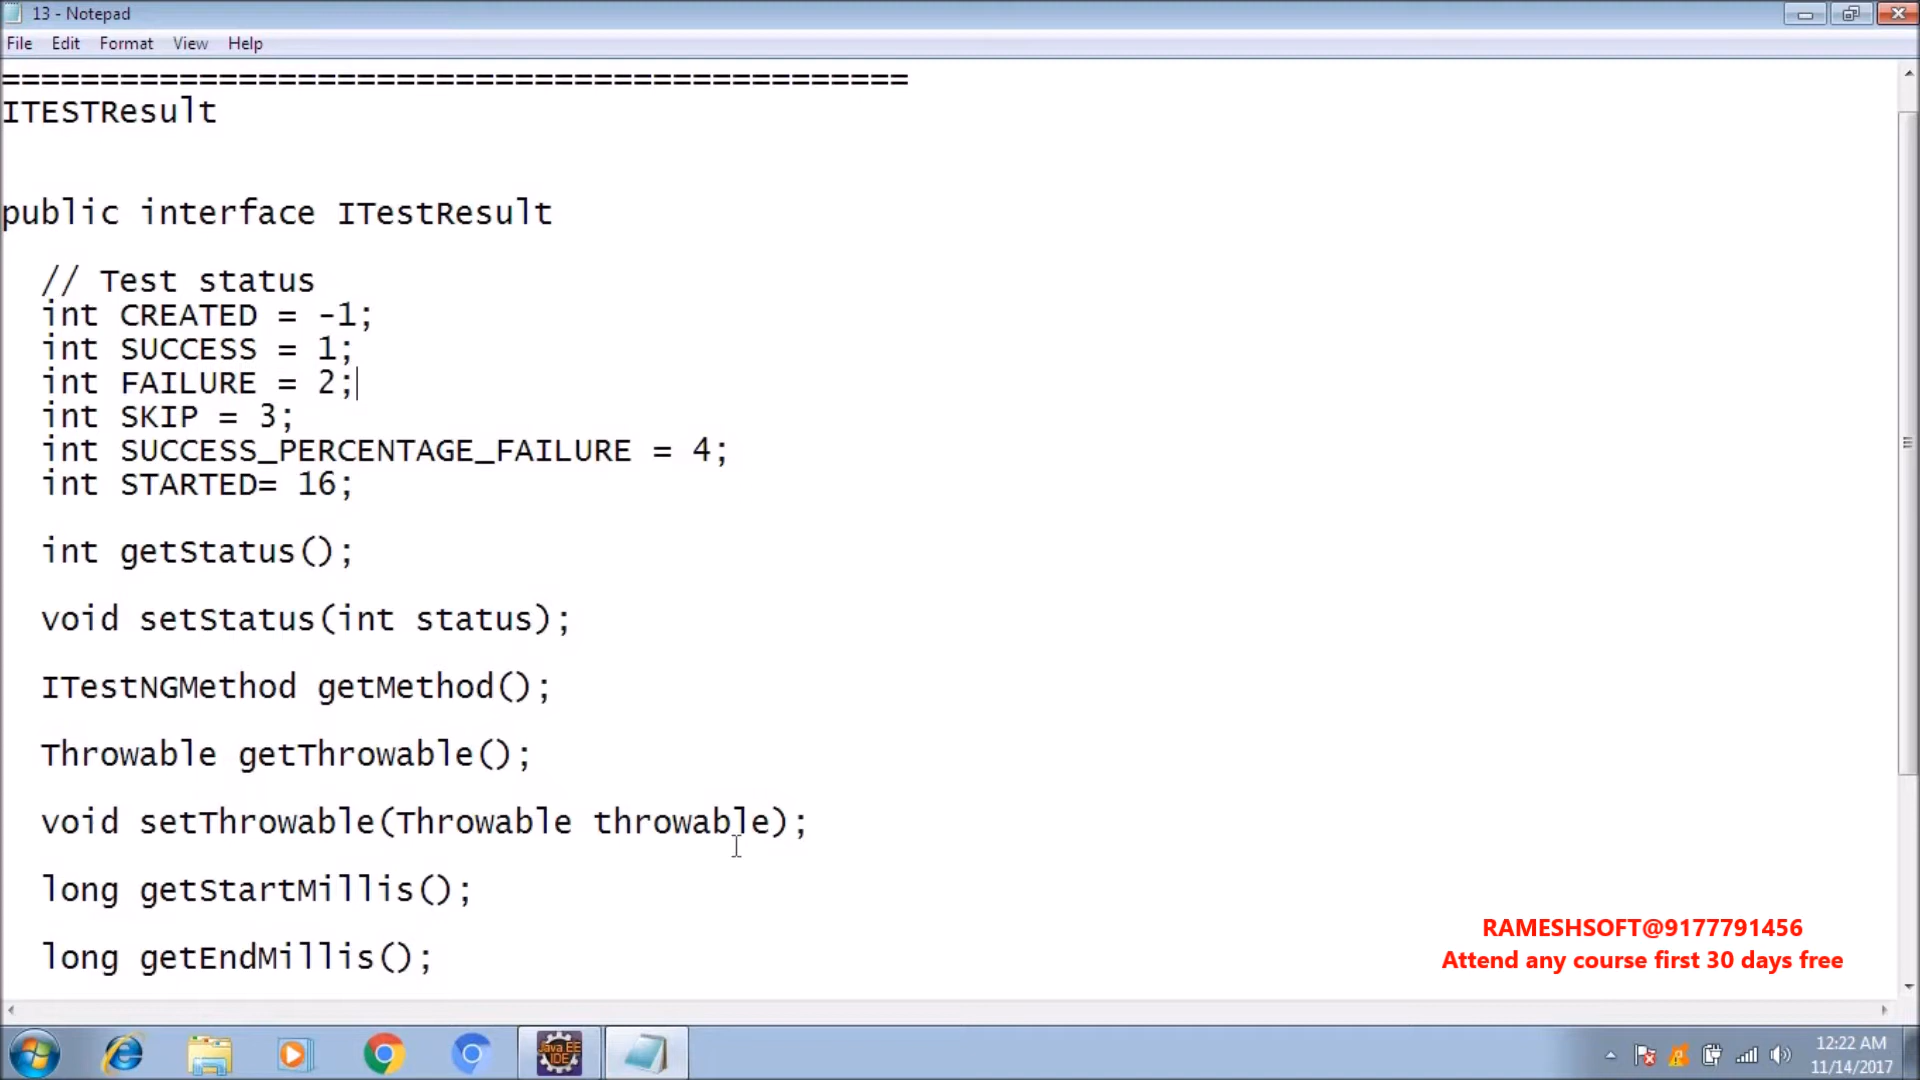 13 - Notepad
File Edit Format View Help
==============================================
ITESTResult
public interface ITestResult
// Test status
int CREATED = -1;
int SUCCESS = 1;
int FAILURE = 2;
int SKIP = 3;
int SUCCESS_PERCENTAGE_FAILURE = 4;
int STARTED= 16;
int getStatus();
void setStatus(int status);
ITestNGMethod getMethod();
Throwable getThrowable();
void setThrowable(Throwable throwable);
long getStartMillis();
long getEndMillis();
RAMESHSOFT@9177791456
Attend any course first 30 days free
Java EE
IDE
12:22 AM
11/14/2017